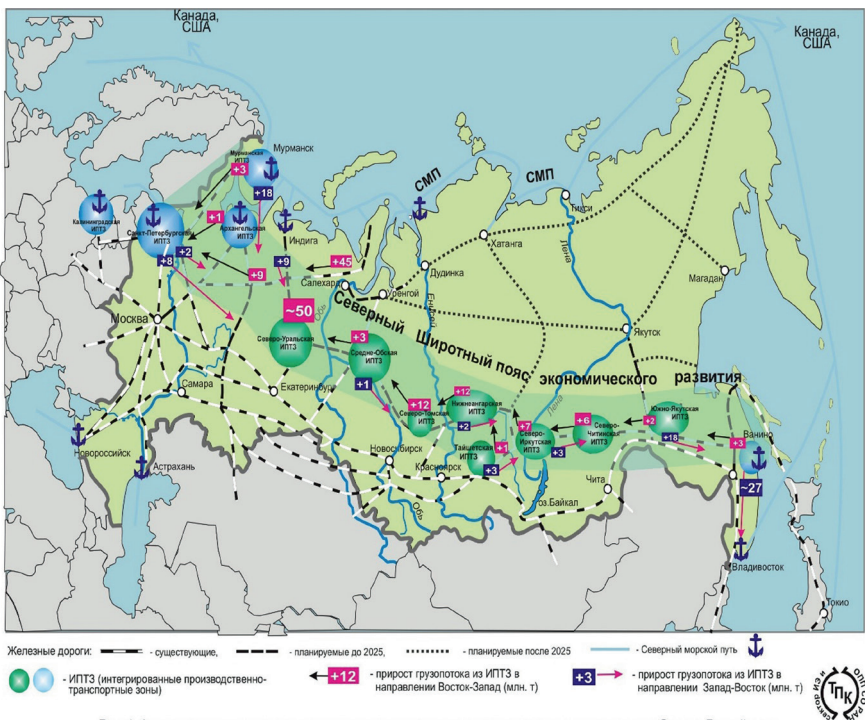 Канада,
США
Канада,
США
Мурманская
ИПТЗ
Мурманск
+3
+18
СМП
СМП
Тикси
Калининградская
ИПТЗ
Санкт-Петербургская
ИПТЗ
+1
Архангельская
ИПТЗ
Индига
Хатанга
Лена
+8
+2
+9
+9
+45
Салехард
Уренгой
Дудинка
Магадан
Енисей
Обь
~50
Москва
Северный Широтный пояс экономического развития
Якутск
Северо-Уральская
ИПТЗ
+3
Средне-Обская
ИПТЗ
+1
Самара
Екатеринбург
+12
+12
Северо-Томская
ИПТЗ
Нижнеангарская
ИПТЗ
+2
Лена
+7
+6
+2
Южно-Якутская
ИПТЗ
Северо-
Иркутская
ИПТЗ
Северо-
Читинская
ИПТЗ
+3
+18
+3
Ванино
Новороссийск
Астрахань
Новосибирск
Красноярск
Тайшетская
ИПТЗ
+3
оз.Байкал
Чита
~27
Обь
Владивосток
Токио
Железные дороги:
- существующие,
- планируемые до 2025,
- планируемые после 2025
- Северный морской путь
- ИПТЗ (интегрированные производственно-
транспортные зоны)
+12
- прирост грузопотока из ИПТЗ в
направлении Восток-Запад (млн. т)
+3
- прирост грузопотока из ИПТЗ в
направлении Запад-Восток (млн. т)
ТПК